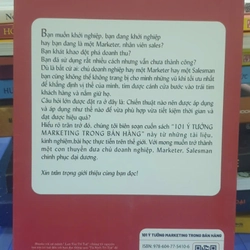 Bạn muốn khởi nghiệp, bạn đang khởi nghiệp
hay bạn đang là một Marketer, nhân viên sales?
Bạn khát khao đột phá doanh thu?
Bạn đã sử dụng rất nhiều cách nhưng vẫn chưa thành công?
Dù là bất cứ ai: chủ doanh nghiệp hay một Marketer hay một Salesman
bạn cũng không thể không trang bị cho mình những ý tưởng tốt nhất
để khẳng định vị thế của mình, tìm được cánh cửa bước vào trái tim
khách hàng và nắm giữ họ.
Câu hỏi lớn được đặt ra ở đây là: Chiến thuật nào nên được áp dụng
và áp dụng như thế nào để vừa phù hợp vừa tiết kiệm thời gian và
đạt được hiệu quả?
Hiểu rõ trăn trở đó, chúng tôi biên soạn cuốn sách "101 Ý TƯỞNG
MARKETING TRONG BÁN HÀNG" này từ những tài liệu,
kinh nghiệm, bài học thực tiễn trên thế giới. Với mong muốn trở thành
một con thuyền đưa chủ doanh nghiệp, Marketer, Salesman
chinh phục đại dương.
Xin trân trọng giới thiệu cùng bạn đọc!
101 Ý TƯỞNG MARKETING TRONG BÁN HÀNG